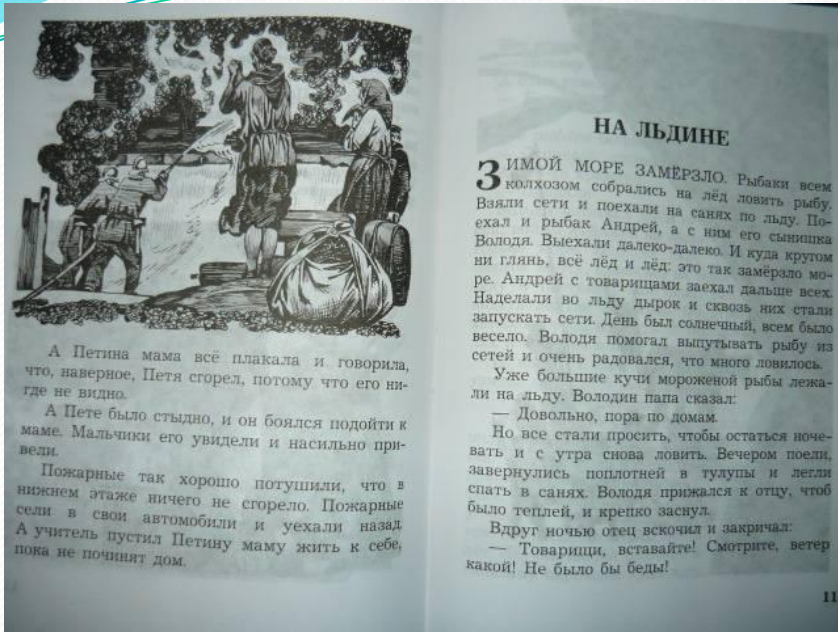 А Петина мама всё плакала и говорила,
что, наверное, Петя сгорел, потому что его ни-
где не видно.
А Пете было стыдно, и он боялся подойти к
маме. Мальчики его увидели и насильно при-
вели.
Пожарные так хорошо потушили, что в
нижнем этаже ничего не сгорело. Пожарные
сели в свои автомобили и уехали назад.
А учитель пустил Петину маму жить к себе,
пока не починят дом.
НА ЛЬДИНЕ
ЗИМОЙ МОРЕ ЗАМЁРЗЛО. Рыбаки всем
колхозом собрались на лёд ловить рыбу.
Взяли сети и поехали на санях по льду. По-
ехал и рыбак Андрей, а с ним его сынишка
Володя. Выехали далеко-далеко. И куда кругом
ни глянь, всё лёд и лёд: это так замёрзло мо-
ре. Андрей с товарищами заехал дальше всех.
Наделали во льду дырок и сквозь них стали
запускать сети. День был солнечный, всем было
весело. Володя помогал выпутывать рыбу из
сетей и очень радовался, что много ловилось.
Уже большие кучи мороженой рыбы лежа-
ли на льду. Володин папа сказал:
— Довольно, пора по домам.
Но все стали просить, чтобы остаться ноче-
вать и с утра снова ловить. Вечером поели,
завернулись поплотней в тулупы и легли
спать в санях. Володя прижался к отцу, чтоб
было теплей, и крепко заснул.
Вдруг ночью отец вскочил и закричал:
— Товарищи, вставайте! Смотрите, ветер
какой! Не было бы беды!
11